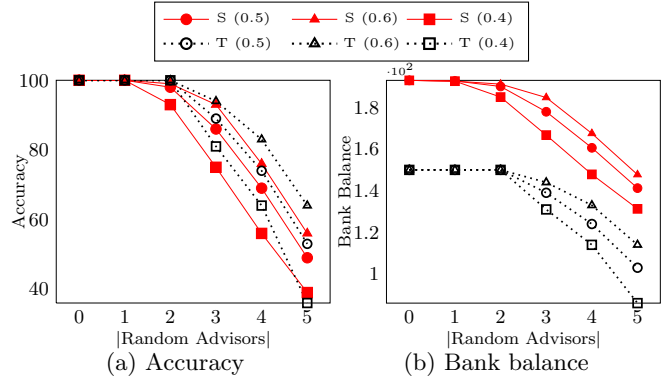 S (0.5) S (0.6) S (0.4)
T (0.5) T (0.6) T (0.4)
100
80
60
40
Accuracy
0 1 2 3 4 5
|Random Advisors|
(a) Accuracy
·10²
1.8
1.6
1.4
1.2
1
Bank Balance
0 1 2 3 4 5
|Random Advisors|
(b) Bank balance